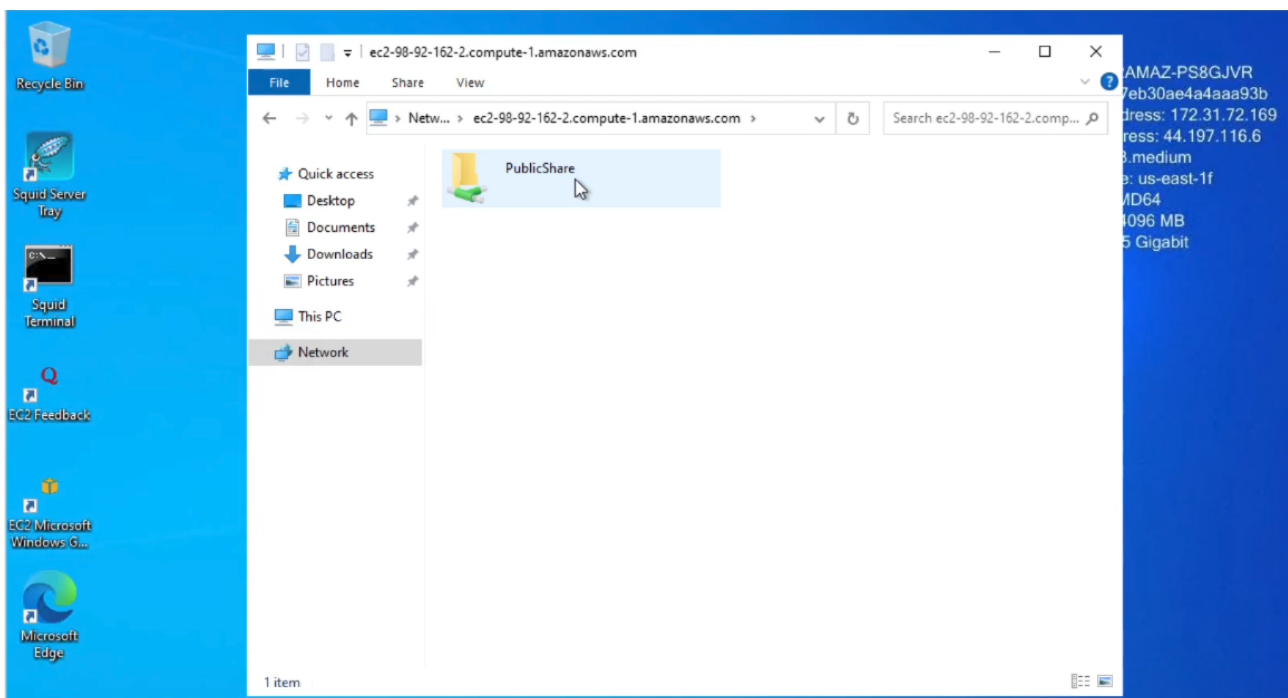 Recycle Bin
Squid Server
Tray
Squid
Terminal
EC2 Feedback
EC2 Microsoft
Windows G...
Microsoft
Edge
ec2-98-92-162-2.compute-1.amazonaws.com
File Home Share View
Netw... > ec2-98-92-162-2.compute-1.amazonaws.com >
Search ec2-98-92-162-2.comp...
Quick access
Desktop
Documents
Downloads
Pictures
This PC
Network
PublicShare
1 item
AMAZ-PS8GJVR
7eb30ae4a4aaa93b
dress: 172.31.72.169
ress: 44.197.116.6
3.medium
e: us-east-1f
MD64
4096 MB
5 Gigabit